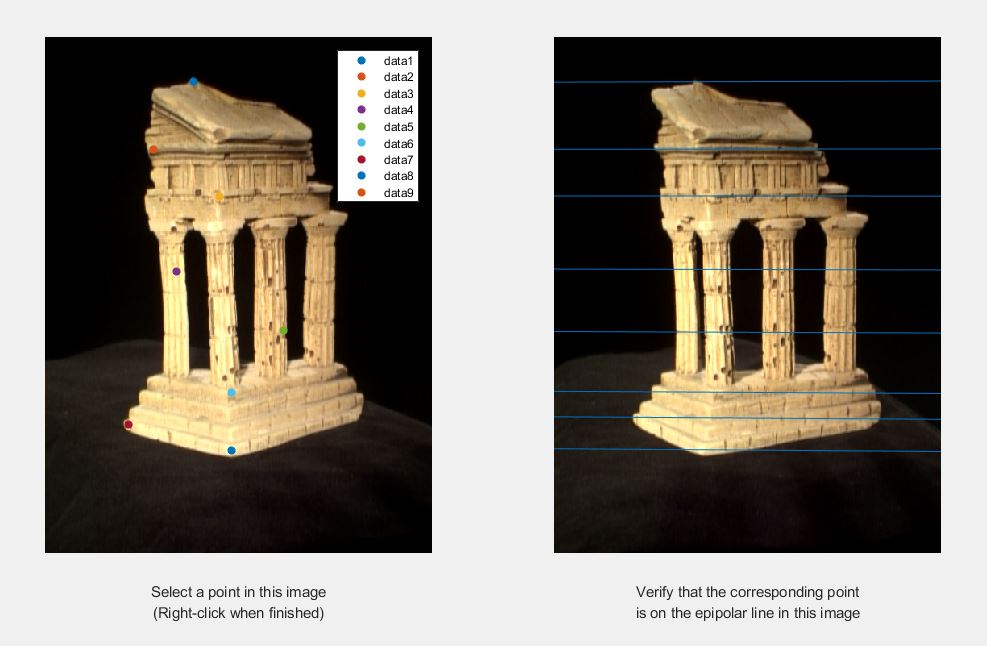 data1
data2
data3
data4
data5
data6
data7
data8
data9
Select a point in this image
(Right-click when finished)
Verify that the corresponding point
is on the epipolar line in this image